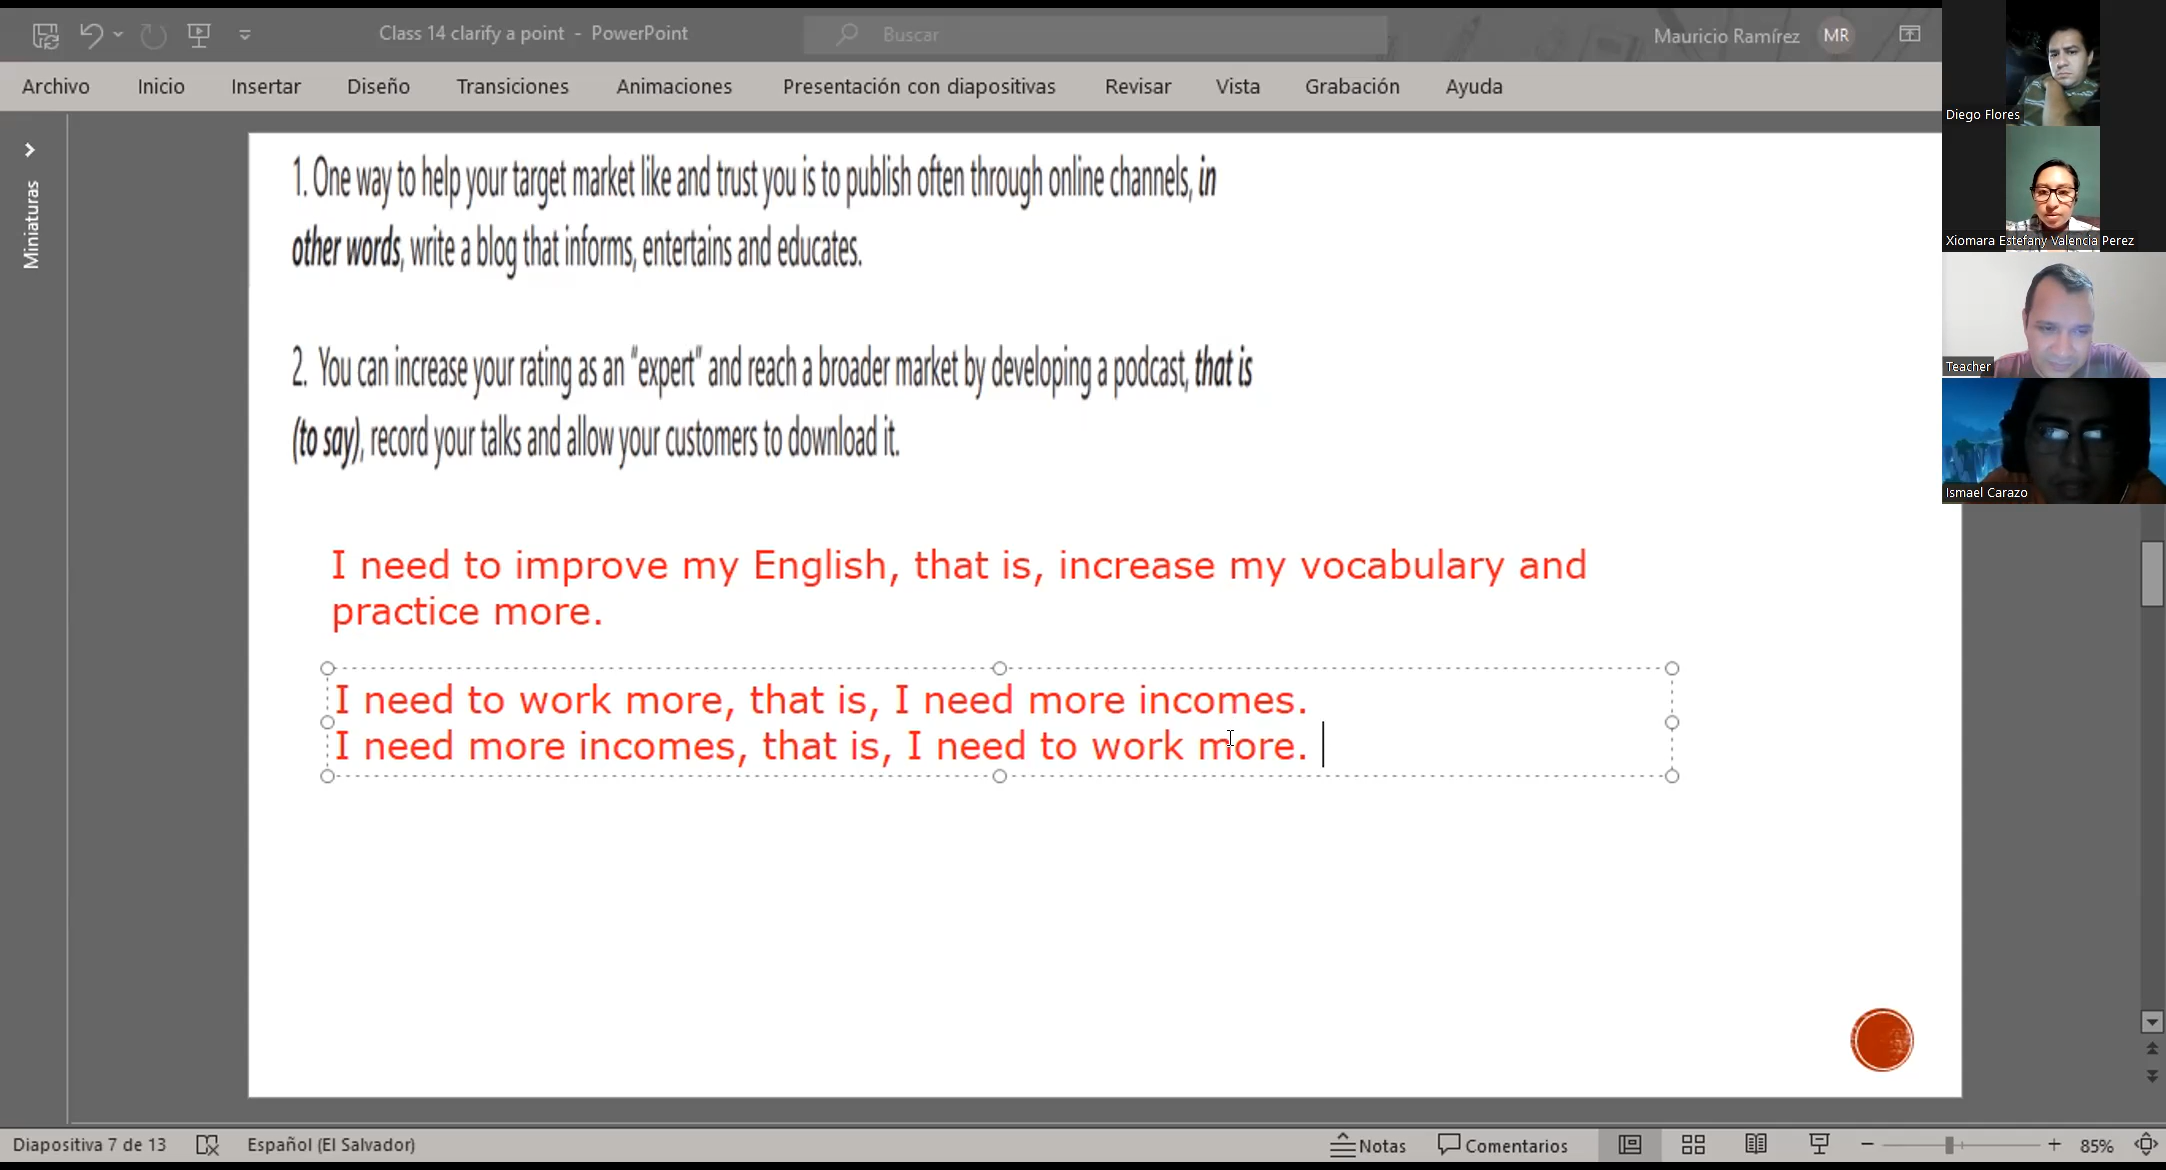 Class 14 clarify a point - PowerPoint
Buscar
Mauricio Ramírez
MR
Archivo
Inicio
Insertar
Diseño
Transiciones
Animaciones
Presentación con diapositivas
Revisar
Vista
Grabación
Ayuda
Miniaturas
1. One way to help your target market like and trust you is to publish often through online channels, in
other words, write a blog that informs, entertains and educates.
2. You can increase your rating as an “expert” and reach a broader market by developing a podcast, that is
(to say), record your talks and allow your customers to download it.
I need to improve my English, that is, increase my vocabulary and
practice more.
I need to work more, that is, I need more incomes.
I need more incomes, that is, I need to work more.
Diego Flores
Xiomara Estefany Valencia Perez
Teacher
Ismael Carazo
Diapositiva 7 de 13
Español (El Salvador)
Notas
Comentarios
85%